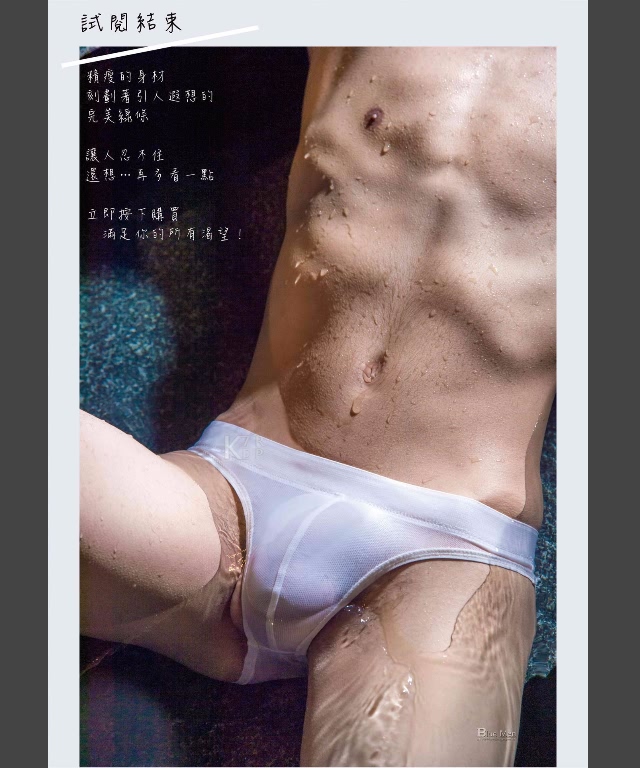 試閱結束
精瘦的身材
刻劃著引人遐想的
完美線條
讓人忍不住
還想…再多看一點
立即按下購買
滿足你的所有渴望！
Blue Men